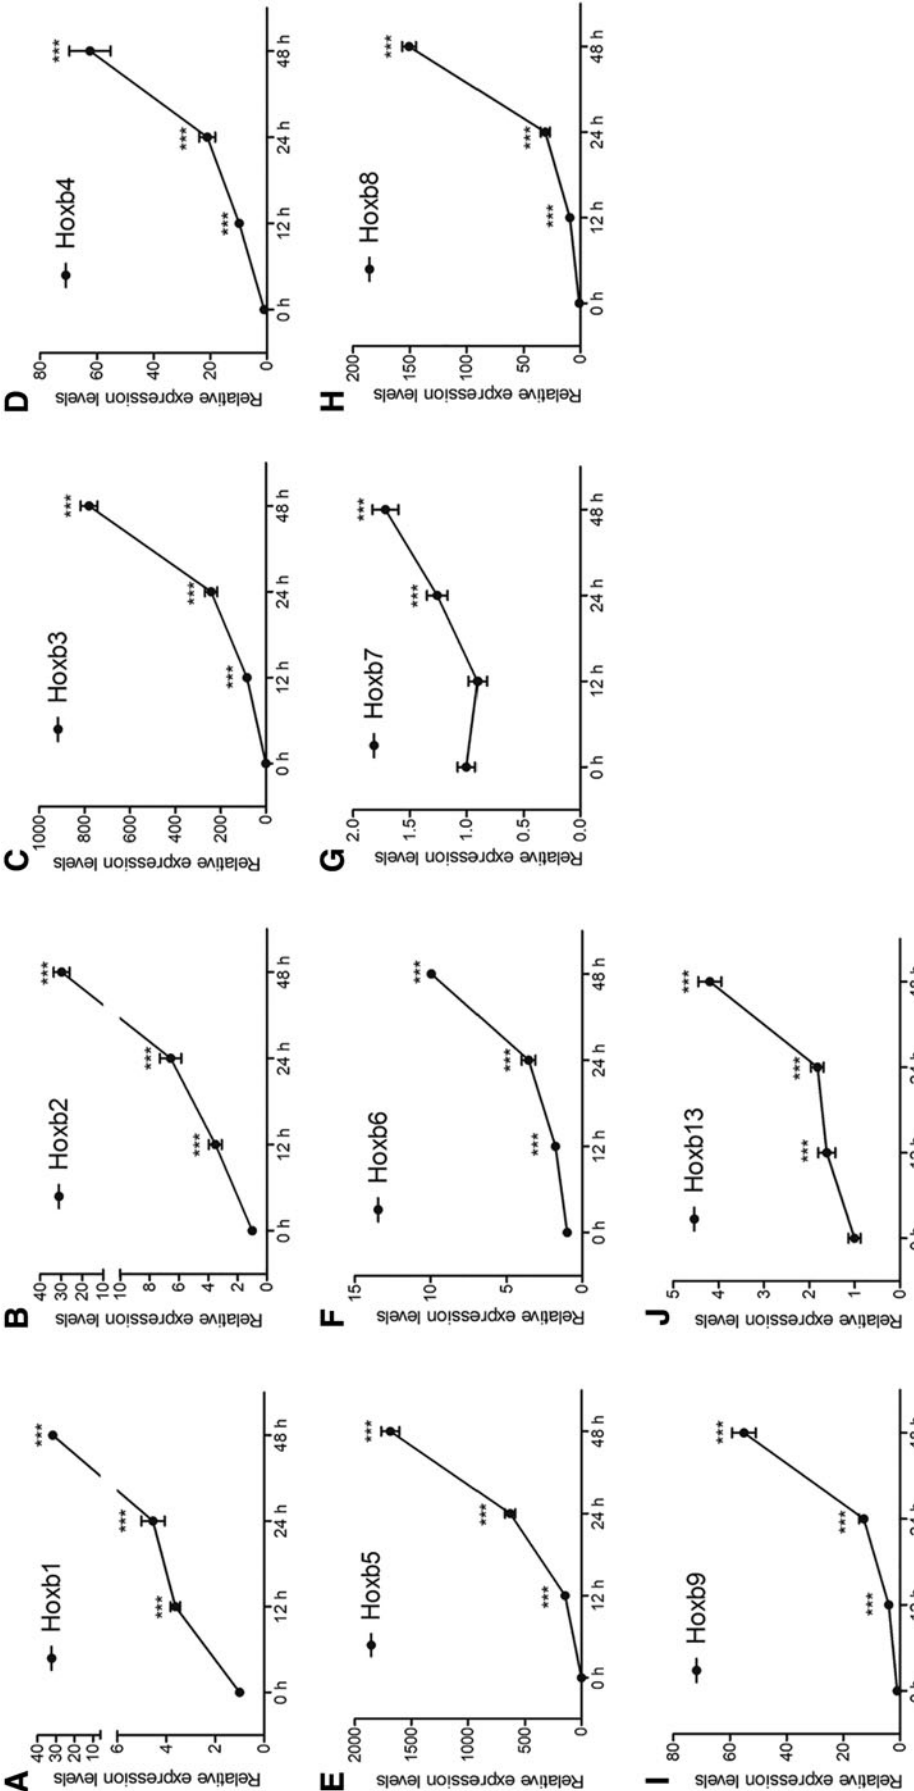 A
Hoxb1
Relative expression levels
40
30
20
10
6
4
2
0
***
***
***
0 h
12 h
24 h
48 h
B
Hoxb2
Relative expression levels
40
30
20
10
10
8
6
4
2
0
***
***
***
0 h
12 h
24 h
48 h
C
Hoxb3
Relative expression levels
1000
800
600
400
200
0
***
***
***
0 h
12 h
24 h
48 h
D
Hoxb4
Relative expression levels
80
60
40
20
0
***
***
***
0 h
12 h
24 h
48 h
E
Hoxb5
Relative expression levels
2000
1500
1000
500
0
***
***
***
0 h
12 h
24 h
48 h
F
Hoxb6
Relative expression levels
15
10
5
0
***
***
***
0 h
12 h
24 h
48 h
G
Hoxb7
Relative expression levels
2.0
1.5
1.0
0.5
0.0
***
***
0 h
12 h
24 h
48 h
H
Hoxb8
Relative expression levels
200
150
100
50
0
***
***
***
0 h
12 h
24 h
48 h
I
Hoxb9
Relative expression levels
80
60
40
20
0
***
***
***
J
Hoxb13
Relative expression levels
5
4
3
2
1
0
***
***
***